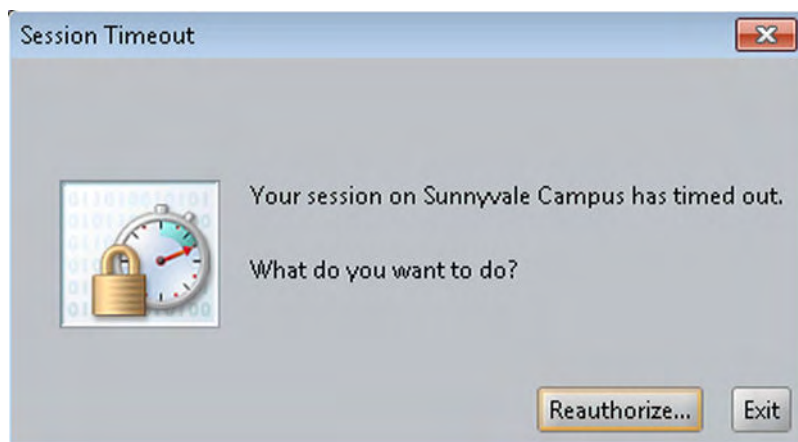 Session Timeout
Your session on Sunnyvale Campus has timed out.
What do you want to do?
Reauthorize...
Exit